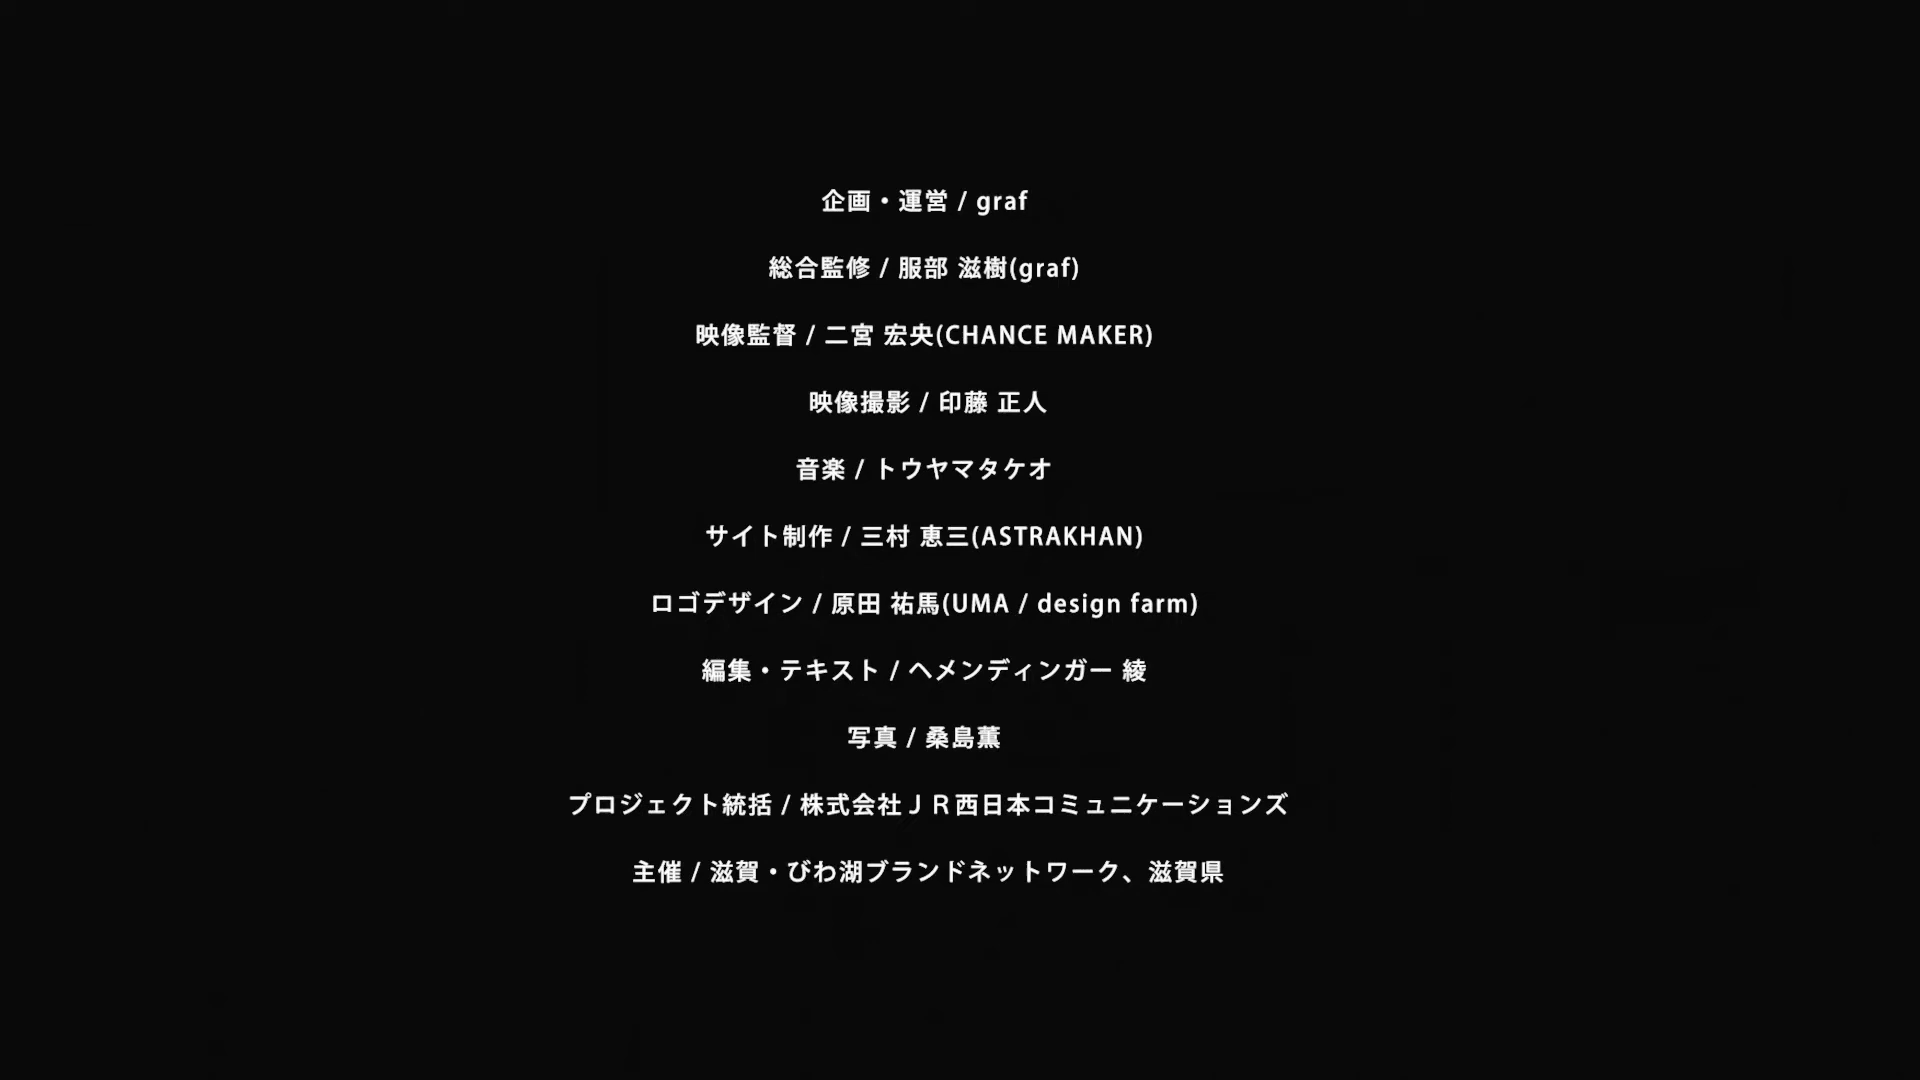 企画・運営 / graf
総合監修 / 服部 滋樹(graf)
映像監督 / 二宮 宏央(CHANCE MAKER)
映像撮影 / 印藤 正人
音楽 / トウヤマタケオ
サイト制作 / 三村 恵三(ASTRAKHAN)
ロゴデザイン / 原田 祐馬(UMA / design farm)
編集・テキスト / ヘメンディンガー 綾
写真 / 桑島薫
プロジェクト統括 / 株式会社ＪＲ西日本コミュニケーションズ
主催 / 滋賀・びわ湖ブランドネットワーク、滋賀県